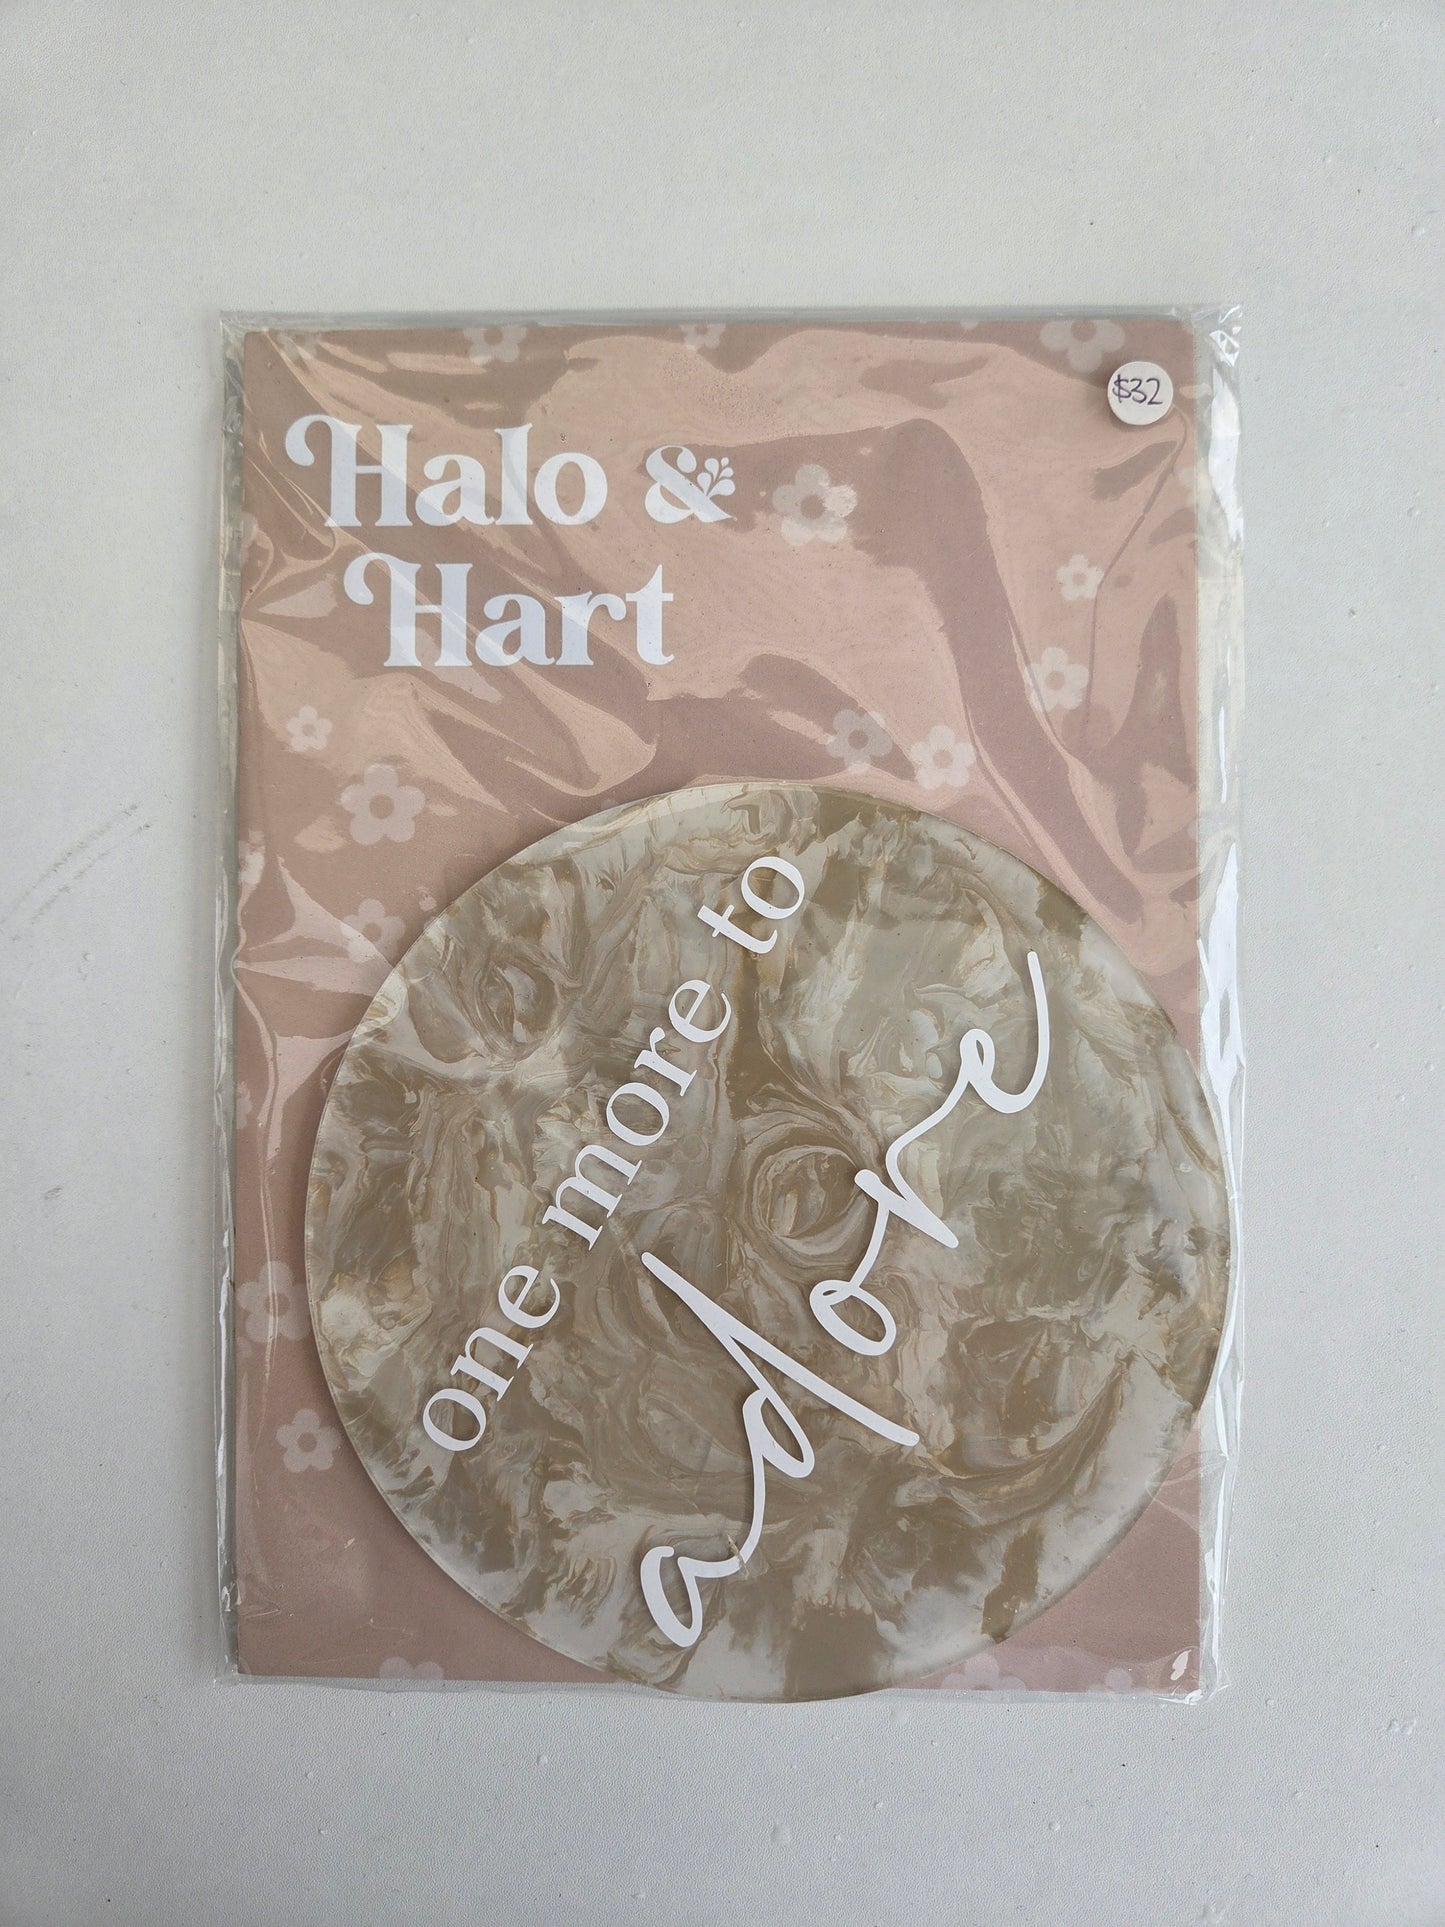 $32
Halo &
Hart
one more to
adore